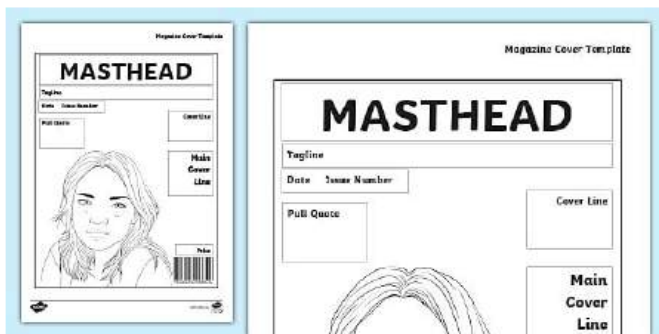 Magazine Cover Template
MASTHEAD
Tagline
Date Issue Number
Pull Quote
Cover Line
Main
Cover
Line
Price
Magazine Cover Template
MASTHEAD
Tagline
Date Issue Number
Pull Quote
Cover Line
Main
Cover
Line